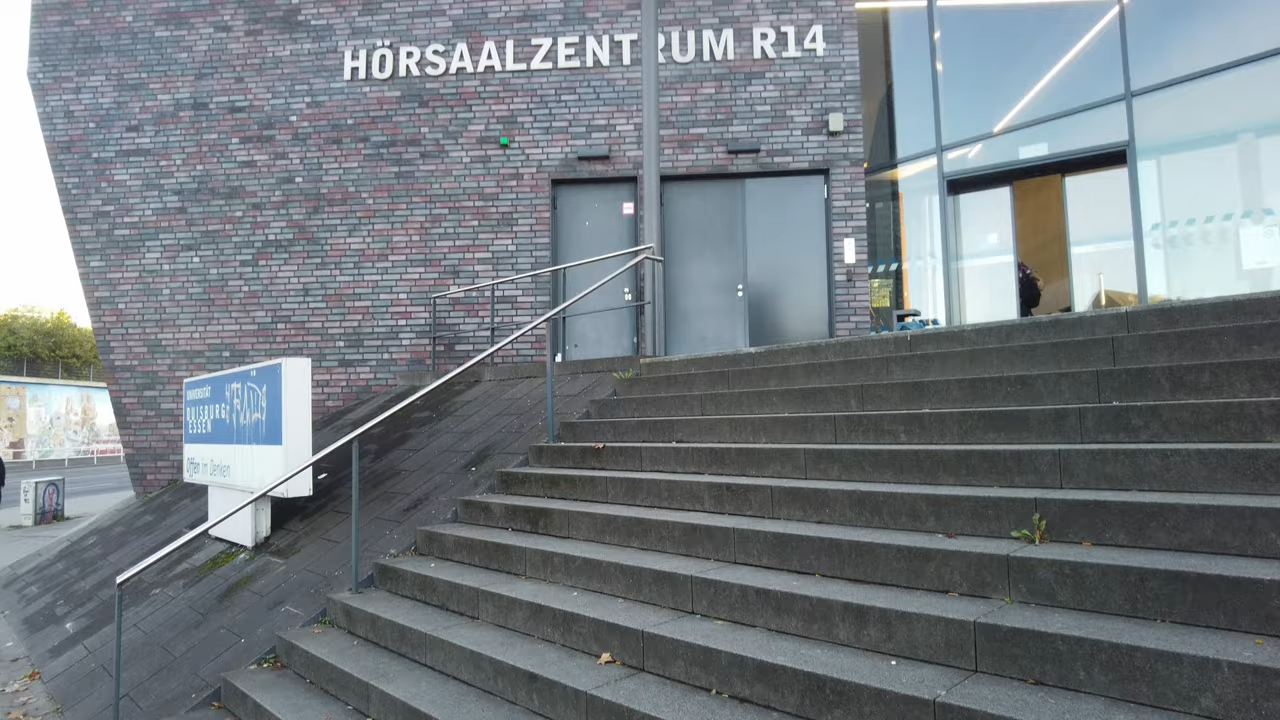 HÖRSAALZENTRUM R14
UNIVERSITÄT
DUISBURG
ESSEN
Offen im Denken